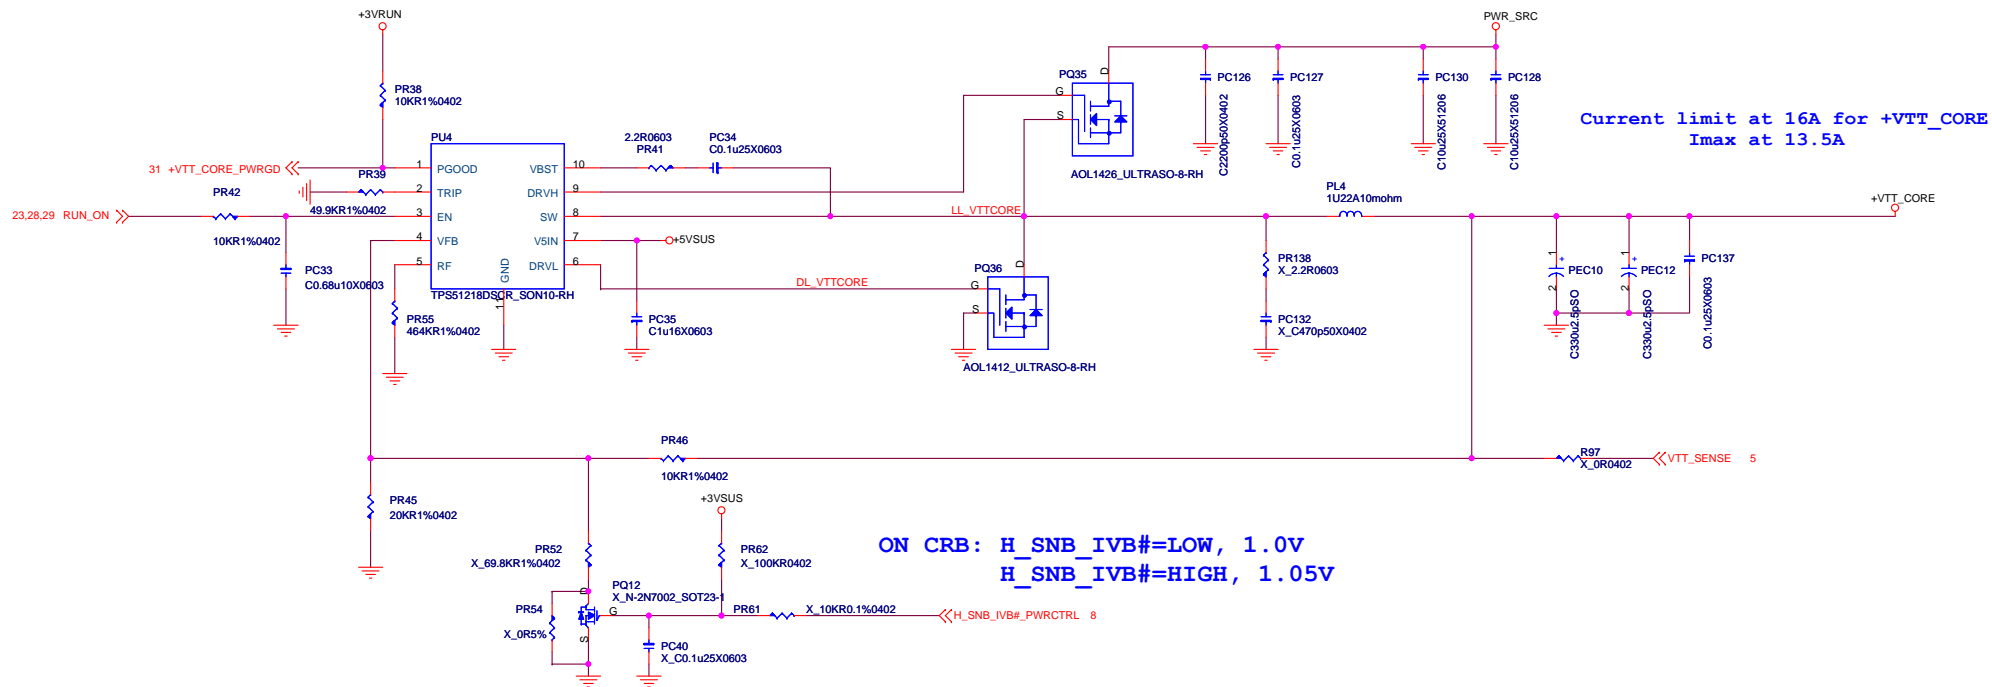 +3VRUN
PR38
10KR1%0402
PU4
31 +VTT_CORE_PWRGD
PR39
49.9KR1%0402
PR42
23,28,29 RUN_ON
10KR1%0402
PC33
C0.68u10X0603
1 PGOOD
2 TRIP
3 EN
4 VFB
5 RF
VBST 10
DRVH 9
SW 8
V5IN 7
DRVL 6
GND
11
TPS51218DSCR_SON10-RH
PR55
464KR1%0402
2.2R0603
PR41
PC34
C0.1u25X0603
+5VSUS
PC35
C1u16X0603
LL_VTTCORE
DL_VTTCORE
PQ35
D
G
S
AOL1426_ULTRASO-8-RH
PQ36
D
G
S
AOL1412_ULTRASO-8-RH
PWR_SRC
PC126
C2200p50X0402
PC127
C0.1u25X0603
PC130
C10u25X51206
PC128
C10u25X51206
Current limit at 16A for +VTT_CORE
Imax at 13.5A
PL4
1U22A10mohm
+VTT_CORE
PR138
X_2.2R0603
PC132
X_C470p50X0402
1
+
PEC10
2
C330u2.5pSO
1
+
PEC12
2
C330u2.5pSO
PC137
C0.1u25X0603
PR46
10KR1%0402
R97
X_0R0402
VTT_SENSE 5
PR45
20KR1%0402
+3VSUS
PR52
X_69.8KR1%0402
PR62
X_100KR0402
PQ12
X_N-2N7002_SOT23-1
D
G
S
PR54
X_0R5%
PR61
X_10KR0.1%0402
H_SNB_IVB#_PWRCTRL 8
PC40
X_C0.1u25X0603
ON CRB: H_SNB_IVB#=LOW, 1.0V
H_SNB_IVB#=HIGH, 1.05V